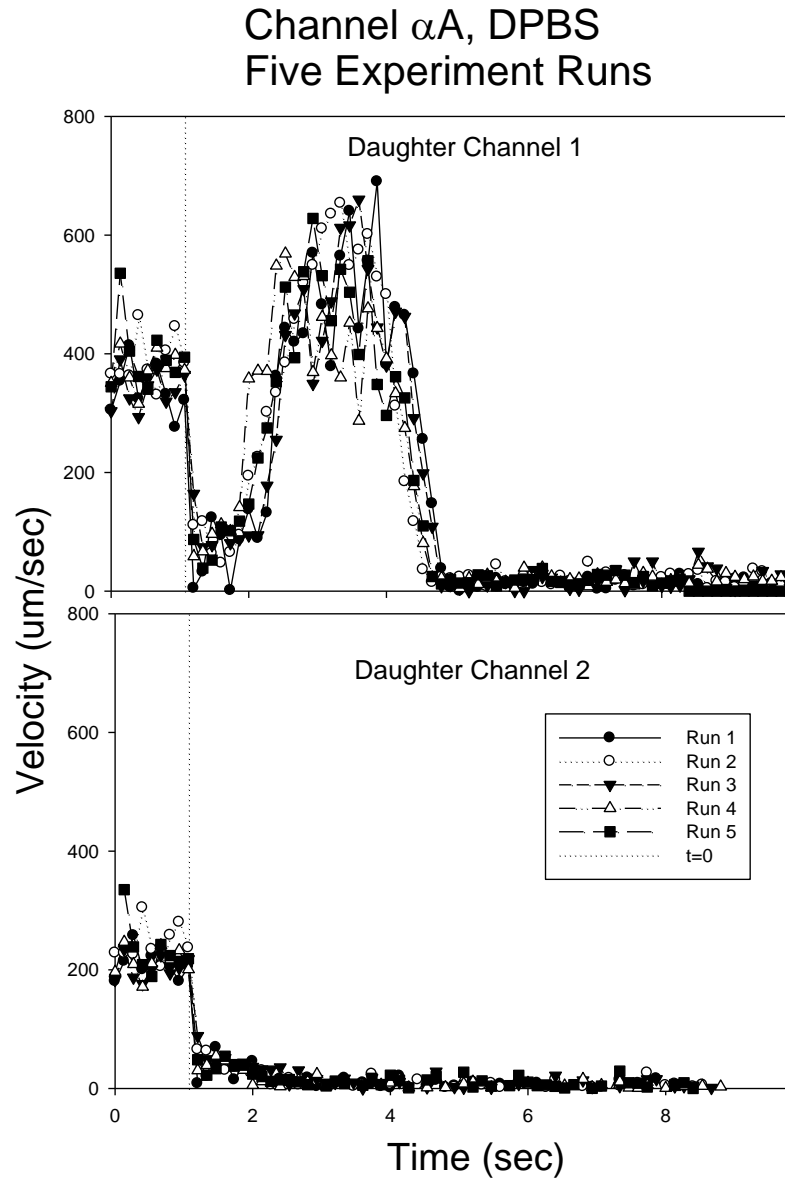 Channel αA, DPBS
Five Experiment Runs
800
Daughter Channel 1
600
400
200
0
Velocity (um/sec)
800
Daughter Channel 2
600
Run 1
Run 2
Run 3
Run 4
Run 5
t=0
400
200
0
0 2 4 6 8
Time (sec)